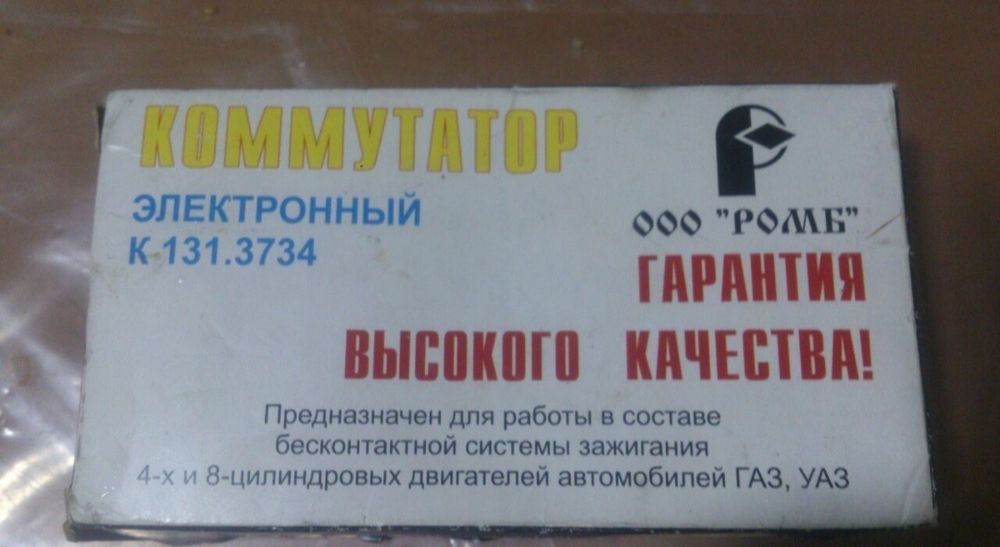 КОММУТАТОР
ЭЛЕКТРОННЫЙ
К 131.3734
ООО "РОМБ"
ГАРАНТИЯ
ВЫСОКОГО КАЧЕСТВА!
Предназначен для работы в составе
бесконтактной системы зажигания
4-х и 8-цилиндровых двигателей автомобилей ГАЗ, УАЗ